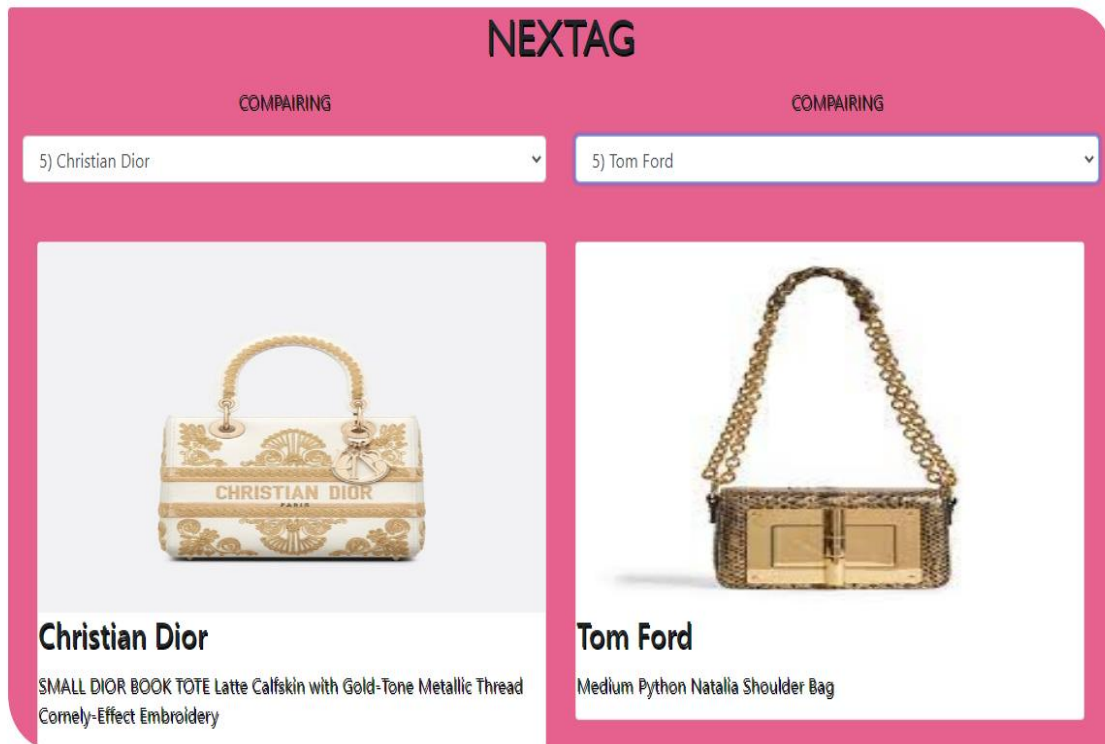 NEXTAG
COMPAIRING
COMPAIRING
5) Christian Dior
5) Tom Ford
CHRISTIAN DIOR
PARIS
Christian Dior
SMALL DIOR BOOK TOTE Latte Calfskin with Gold-Tone Metallic Thread
Cornely-Effect Embroidery
Tom Ford
Medium Python Natalia Shoulder Bag